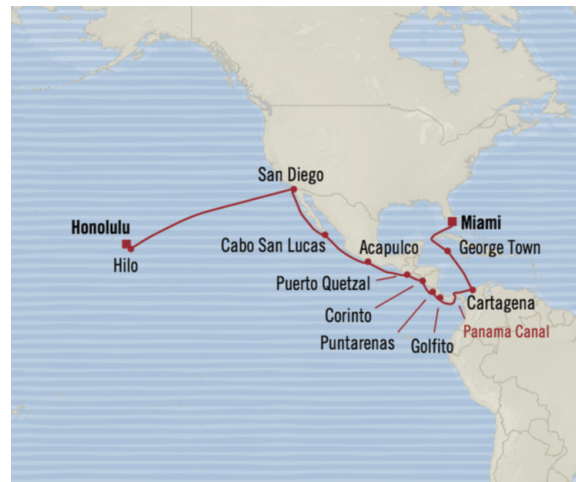 San Diego
Honolulu
Hilo
Miami
Cabo San Lucas
Acapulco
George Town
Puerto Quetzal
Cartagena
Corinto
Panama Canal
Puntarenas
Golfito